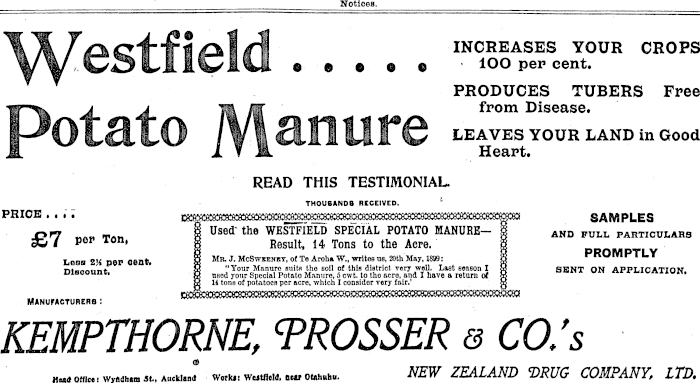 Notices.
Westfield .....
Potato Manure
INCREASES YOUR CROPS
100 per cent.
PRODUCES TUBERS Free
from Disease.
LEAVES YOUR LAND in Good
Heart.
READ THIS TESTIMONIAL.
THOUSANDS RECEIVED.
PRICE....
£7 per Ton,
Less 2½ per cent.
Discount.
Used the WESTFIELD SPECIAL POTATO MANURE—
Result, 14 Tons to the Acre.
MR. J. MCSWEENEY, of Te Aroha W., writes us, 20th May, 1899:
"Your Manure suits the soil of this district very well. Last season I
used your Special Potato Manure, 5 cwt. to the acre, and I have a return of
14 tons of potatoes per acre, which I consider very fair.'
SAMPLES
AND FULL PARTICULARS
PROMPTLY
SENT ON APPLICATION.
MANUFACTURERS:
KEMPTHORNE, PROSSER & CO.'s
NEW ZEALAND DRUG COMPANY, LTD.
Head Office: Wyndham St., Auckland Works: Westfield, near Otahuhu.